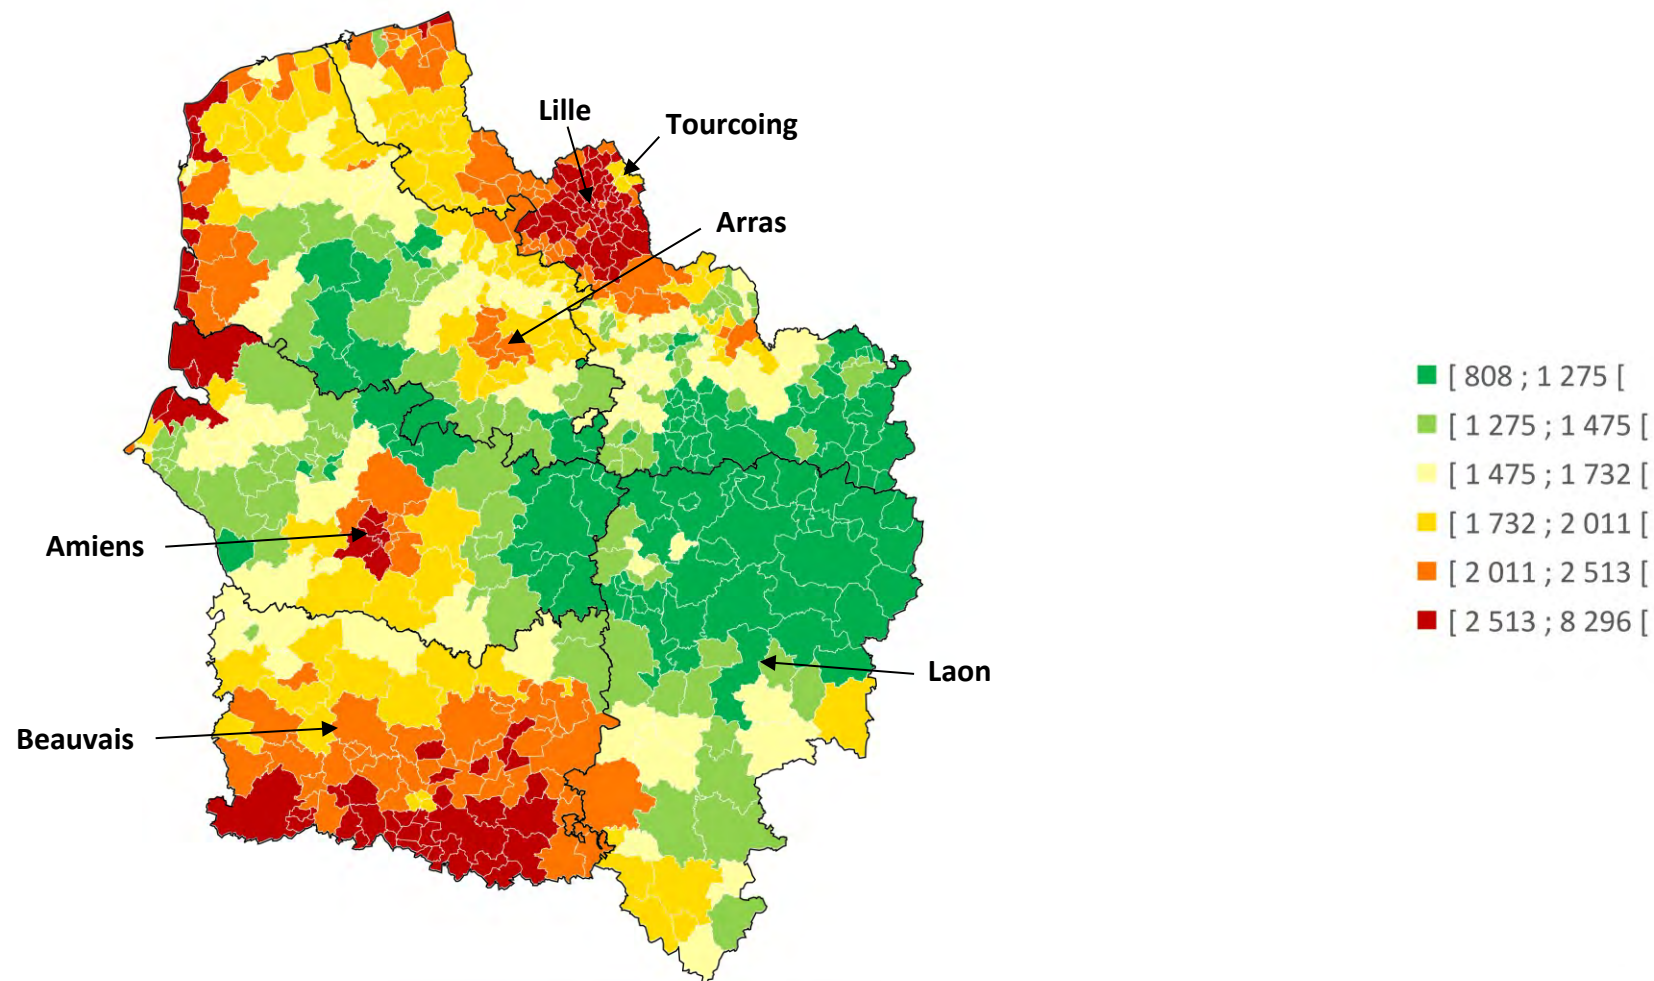 Lille
Tourcoing
Arras
Amiens
Laon
Beauvais
[ 808 ; 1 275 [
[ 1 275 ; 1 475 [
[ 1 475 ; 1 732 [
[ 1 732 ; 2 011 [
[ 2 011 ; 2 513 [
[ 2 513 ; 8 296 [